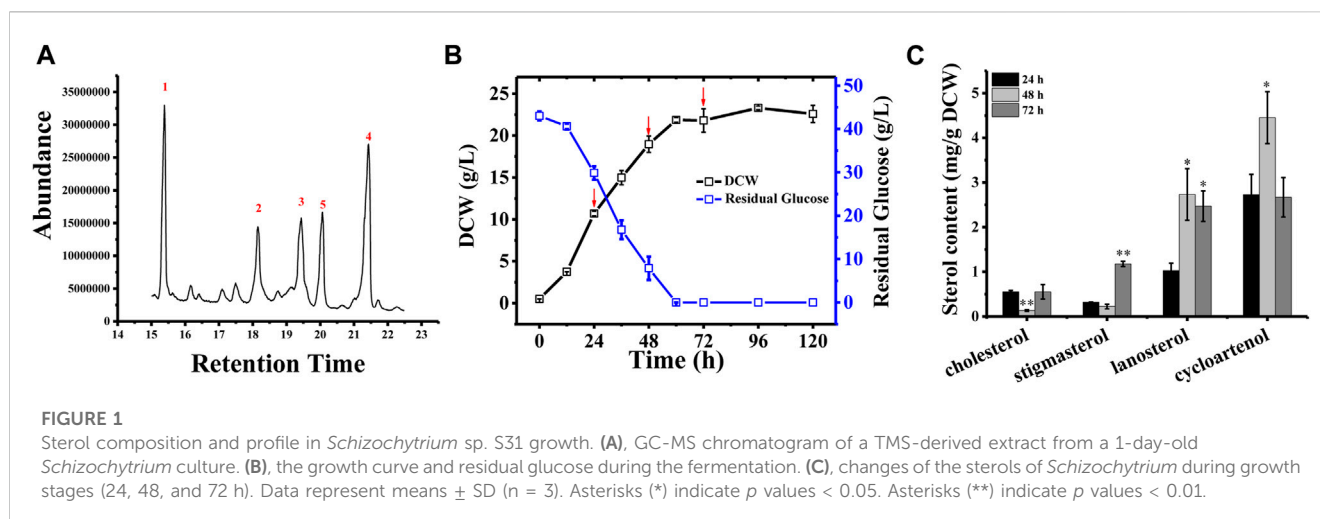 A
Abundance
35000000
30000000
25000000
20000000
15000000
10000000
5000000
0
1
2
3
5
4
14 15 16 17 18 19 20 21 22 23
Retention Time
B
DCW (g/L)
25
20
15
10
5
0
DCW
Residual Glucose
50
40
30
20
10
0
Residual Glucose (g/L)
0 24 48 72 96 120
Time (h)
C
Sterol content (mg/g DCW)
5
4
3
2
1
0
24 h
48 h
72 h
**
**
*
*
*
cholesterol
stigmasterol
lanosterol
cycloartenol
FIGURE 1
Sterol composition and profile in Schizochytrium sp. S31 growth. (A), GC-MS chromatogram of a TMS-derived extract from a 1-day-old
Schizochytrium culture. (B), the growth curve and residual glucose during the fermentation. (C), changes of the sterols of Schizochytrium during growth
stages (24, 48, and 72 h). Data represent means ± SD (n = 3). Asterisks (*) indicate p values < 0.05. Asterisks (**) indicate p values < 0.01.